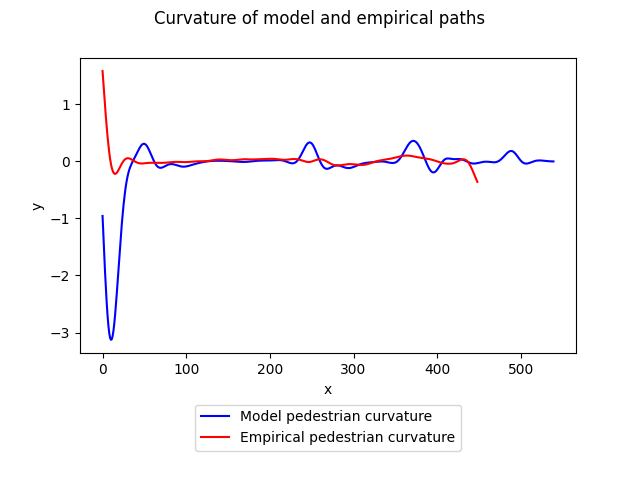 Curvature of model and empirical paths
1
0
−1
−2
−3
y
0 100 200 300 400 500
x
Model pedestrian curvature
Empirical pedestrian curvature